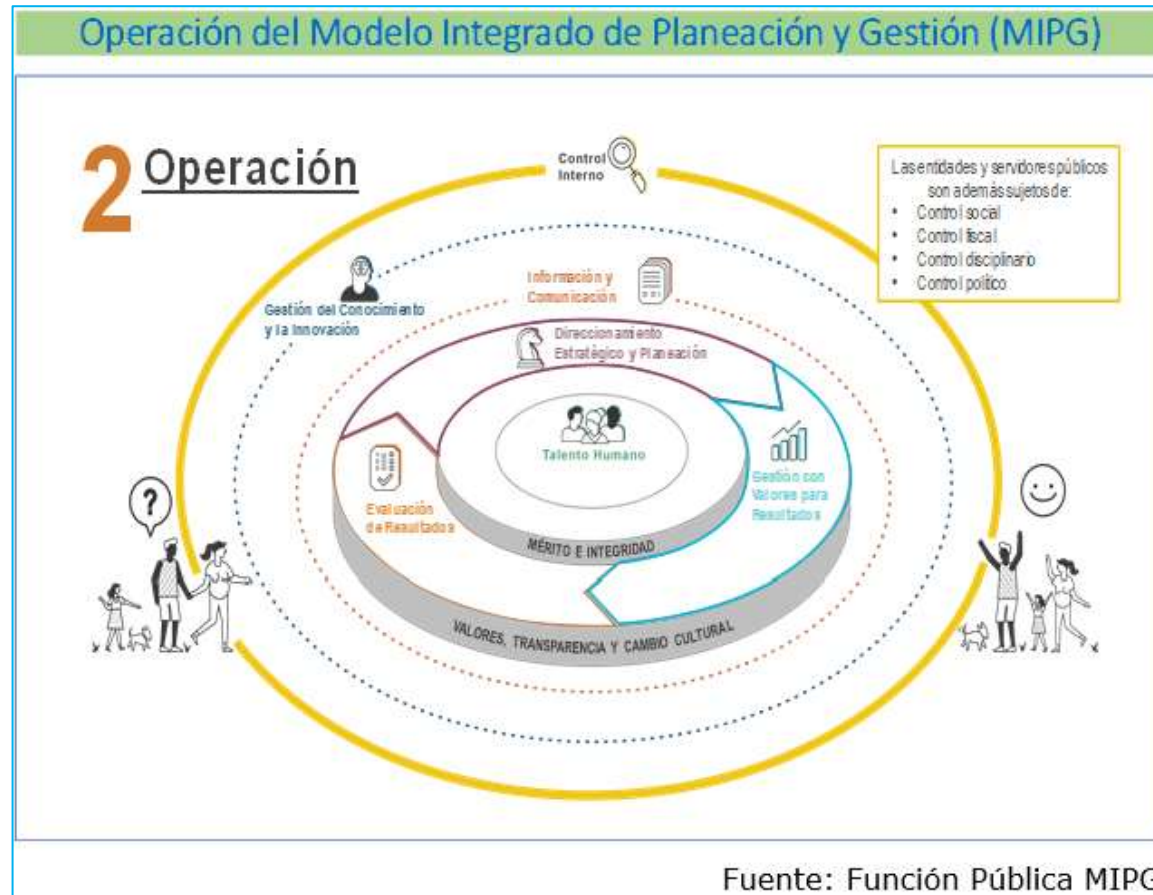 Operación del Modelo Integrado de Planeación y Gestión (MIPG)
2 Operación
Control
Interno
Las entidades y servidores públicos
son además sujetos de:
• Control social
• Control fiscal
• Control disciplinario
• Control político
Gestión del Conocimiento
y la Innovación
Información y
Comunicación
Direccionamiento
Estratégico y Planeación
Talento Humano
Gestión con
Valores para
Resultados
Evaluación
de Resultados
MÉRITO E INTEGRIDAD
VALORES, TRANSPARENCIA Y CAMBIO CULTURAL
?
Fuente: Función Pública MIPG